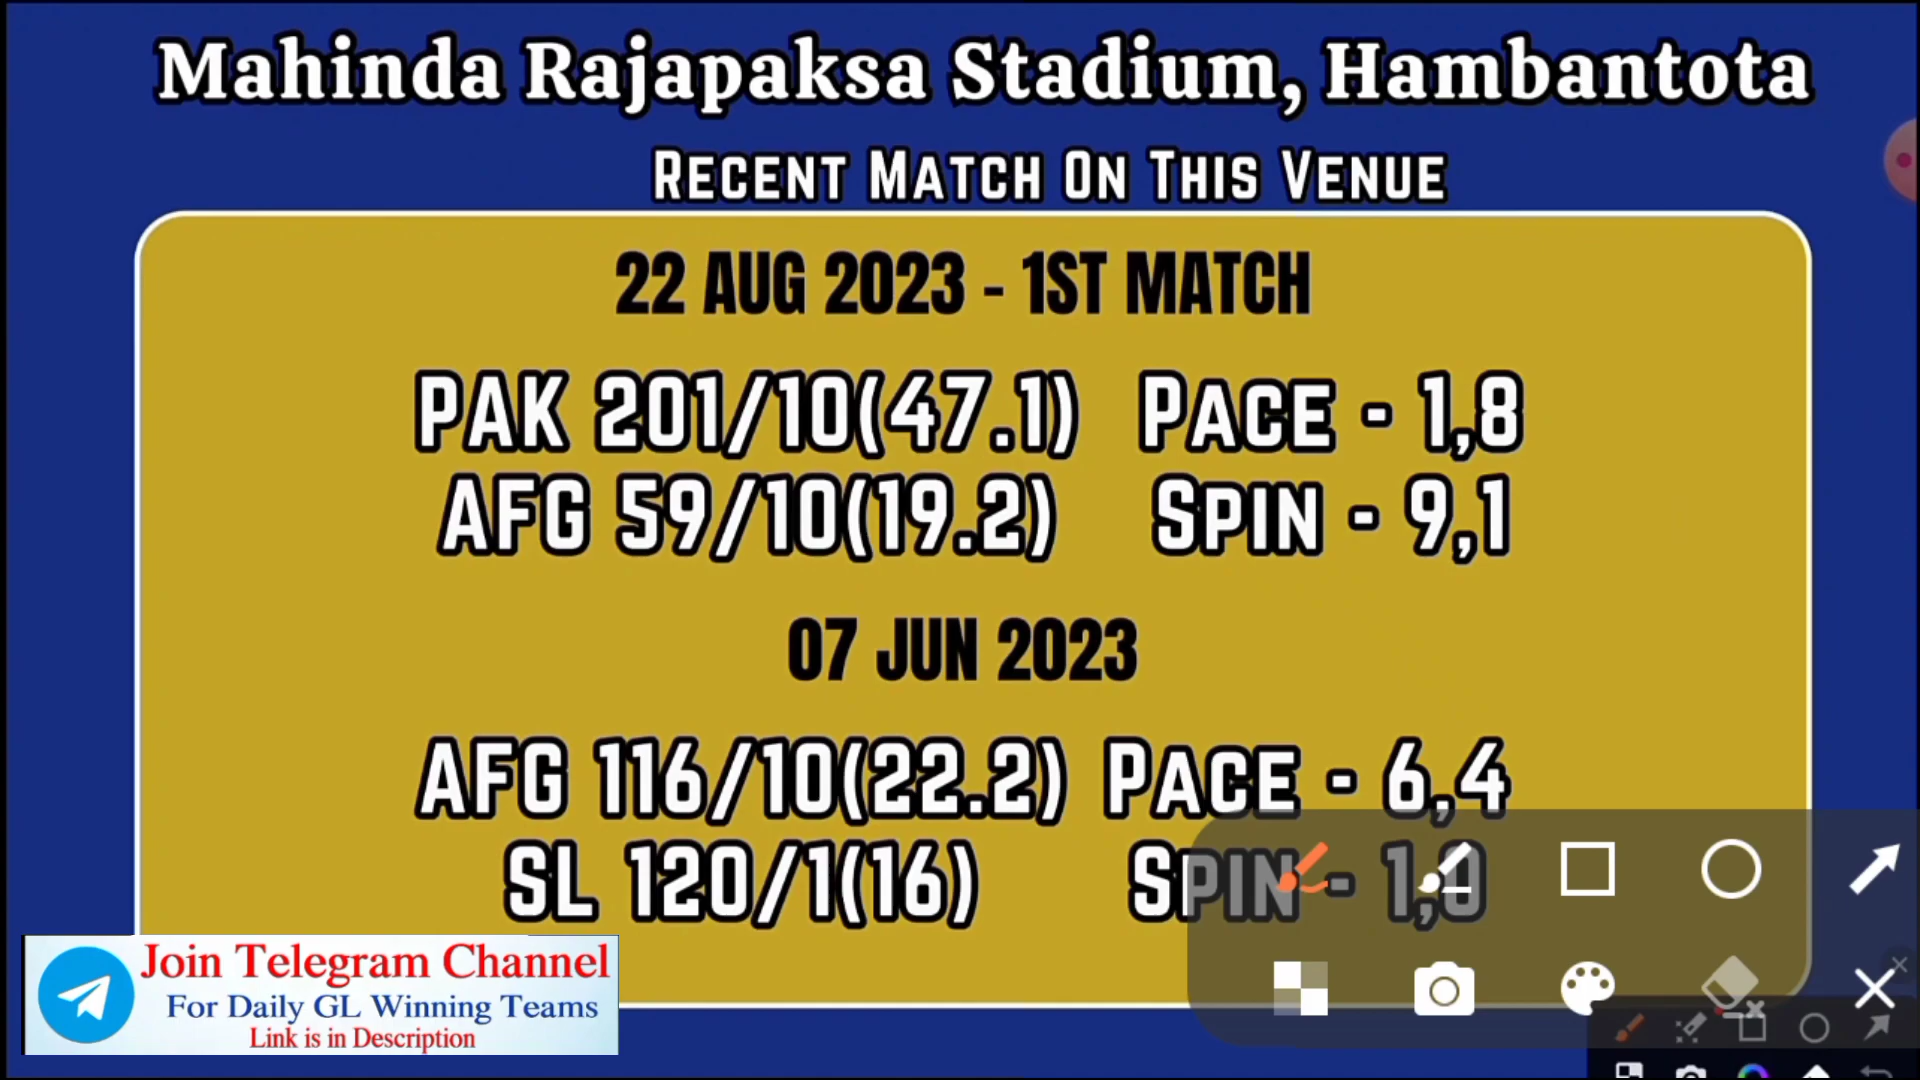 Mahinda Rajapaksa Stadium, Hambantota
RECENT MATCH ON THIS VENUE
22 AUG 2023 - 1ST MATCH
PAK 201/10(47.1) PACE - 1,8
AFG 59/10(19.2) SPIN - 9,1
07 JUN 2023
AFG 116/10(22.2) PACE - 6,4
SL 120/1(16) SPIN - 1,0
Join Telegram Channel
For Daily GL Winning Teams
Link is in Description